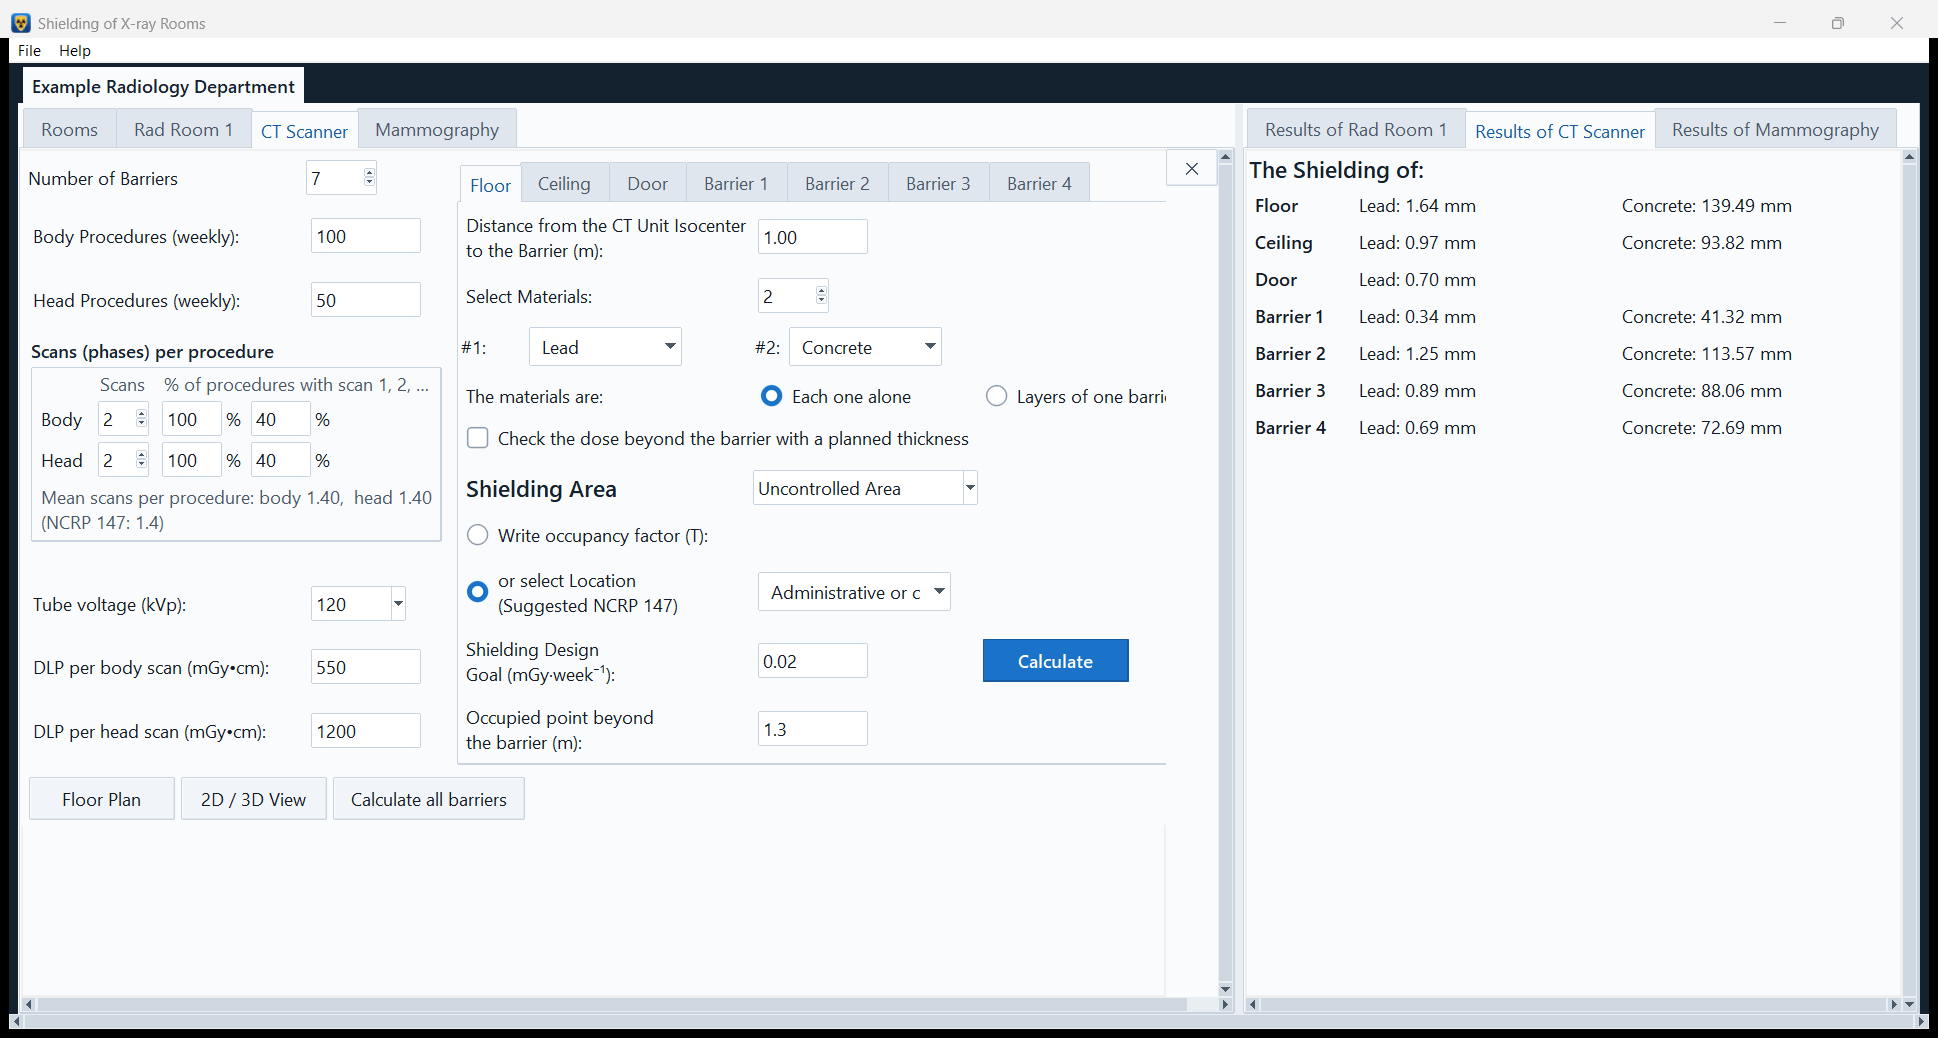 Shielding of X-ray Rooms
File Help
Example Radiology Department
Rooms Rad Room 1 CT Scanner Mammography
Number of Barriers 7
Body Procedures (weekly): 100
Head Procedures (weekly): 50
Scans (phases) per procedure
Scans % of procedures with scan 1, 2, ...
Body 2 100 % 40 %
Head 2 100 % 40 %
Mean scans per procedure: body 1.40, head 1.40
(NCRP 147: 1.4)
Tube voltage (kVp): 120
DLP per body scan (mGy•cm): 550
DLP per head scan (mGy•cm): 1200
Floor Plan 2D / 3D View Calculate all barriers
Floor Ceiling Door Barrier 1 Barrier 2 Barrier 3 Barrier 4
Distance from the CT Unit Isocenter
to the Barrier (m): 1.00
Select Materials: 2
#1: Lead #2: Concrete
The materials are: Each one alone Layers of one barri
Check the dose beyond the barrier with a planned thickness
Shielding Area Uncontrolled Area
Write occupancy factor (T):
or select Location
(Suggested NCRP 147) Administrative or c
Shielding Design
Goal (mGy·week⁻¹): 0.02 Calculate
Occupied point beyond
the barrier (m): 1.3
Results of Rad Room 1 Results of CT Scanner Results of Mammography
The Shielding of:
Floor Lead: 1.64 mm Concrete: 139.49 mm
Ceiling Lead: 0.97 mm Concrete: 93.82 mm
Door Lead: 0.70 mm
Barrier 1 Lead: 0.34 mm Concrete: 41.32 mm
Barrier 2 Lead: 1.25 mm Concrete: 113.57 mm
Barrier 3 Lead: 0.89 mm Concrete: 88.06 mm
Barrier 4 Lead: 0.69 mm Concrete: 72.69 mm